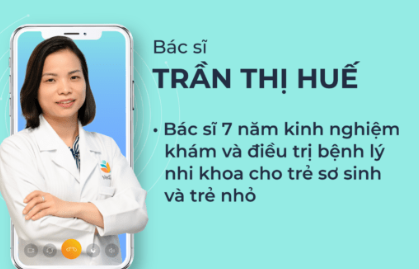 Bác sĩ
TRẦN THỊ HUẾ
• Bác sĩ 7 năm kinh nghiệm
khám và điều trị bệnh lý
nhi khoa cho trẻ sơ sinh
và trẻ nhỏ